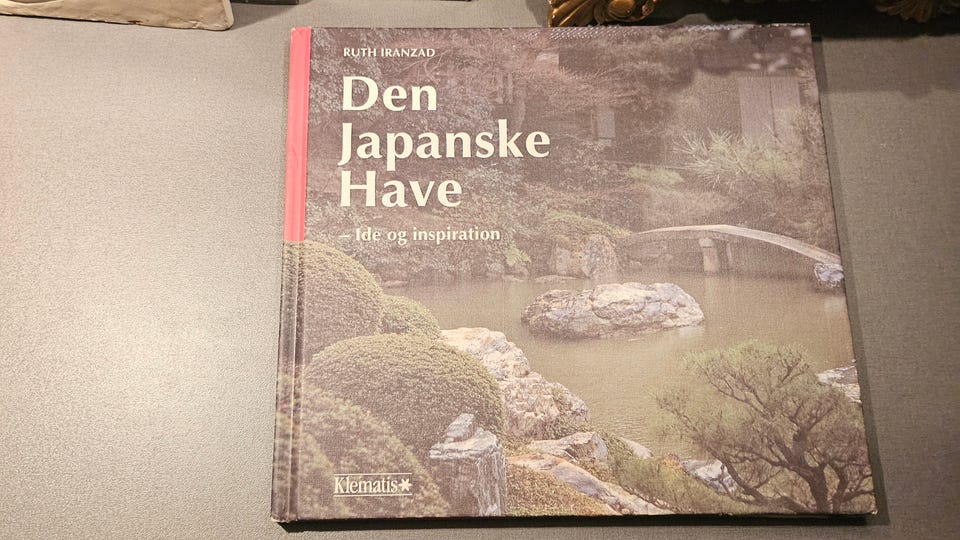 RUTH IRANZAD
Den
Japanske
Have
– Ide og inspiration
Klematis